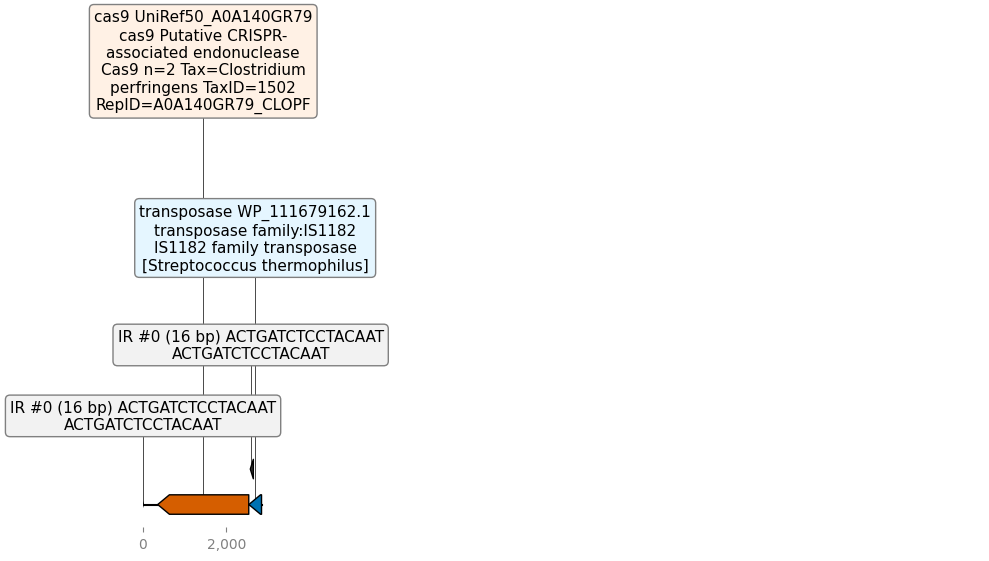 cas9 UniRef50_A0A140GR79
cas9 Putative CRISPR-
associated endonuclease
Cas9 n=2 Tax=Clostridium
perfringens TaxID=1502
RepID=A0A140GR79_CLOPF
transposase WP_111679162.1
transposase family:IS1182
IS1182 family transposase
[Streptococcus thermophilus]
IR #0 (16 bp) ACTGATCTCCTACAAT
ACTGATCTCCTACAAT
IR #0 (16 bp) ACTGATCTCCTACAAT
ACTGATCTCCTACAAT
0 2,000